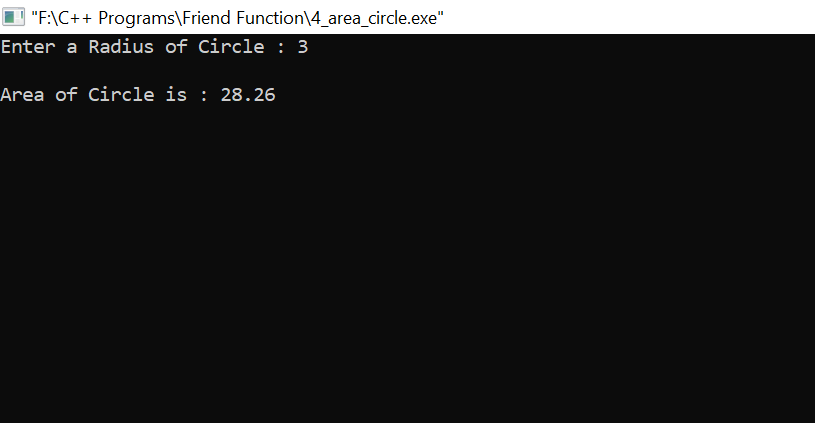 "F:\C++ Programs\Friend Function\4_area_circle.exe"
Enter a Radius of Circle : 3
Area of Circle is : 28.26